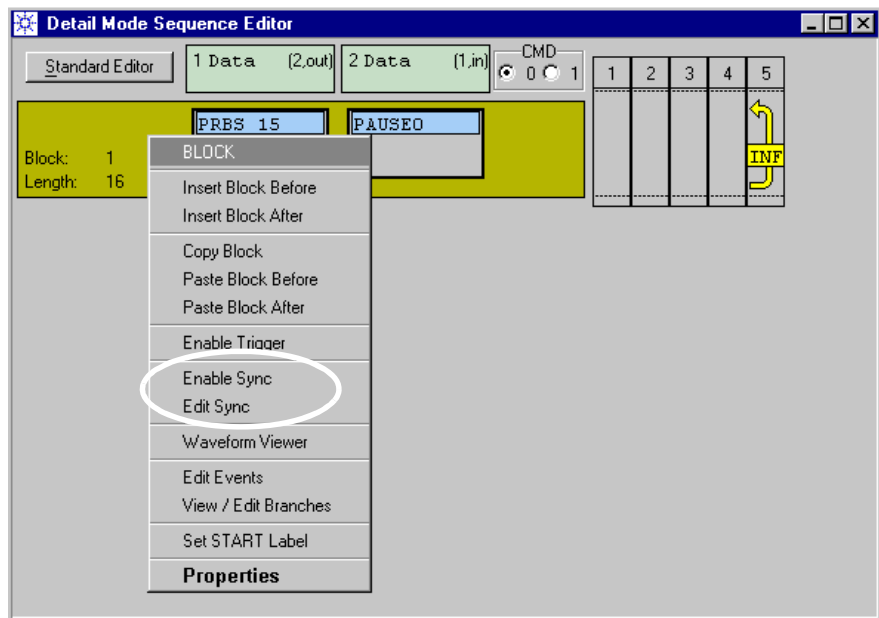 Detail Mode Sequence Editor
Standard Editor
1 Data (2,out)
2 Data (1,in)
CMD
0 1
1 2 3 4 5
PRBS 15
PAUSE0
INF
Block: 1
Length: 16
BLOCK
Insert Block Before
Insert Block After
Copy Block
Paste Block Before
Paste Block After
Enable Trigger
Enable Sync
Edit Sync
Waveform Viewer
Edit Events
View / Edit Branches
Set START Label
Properties